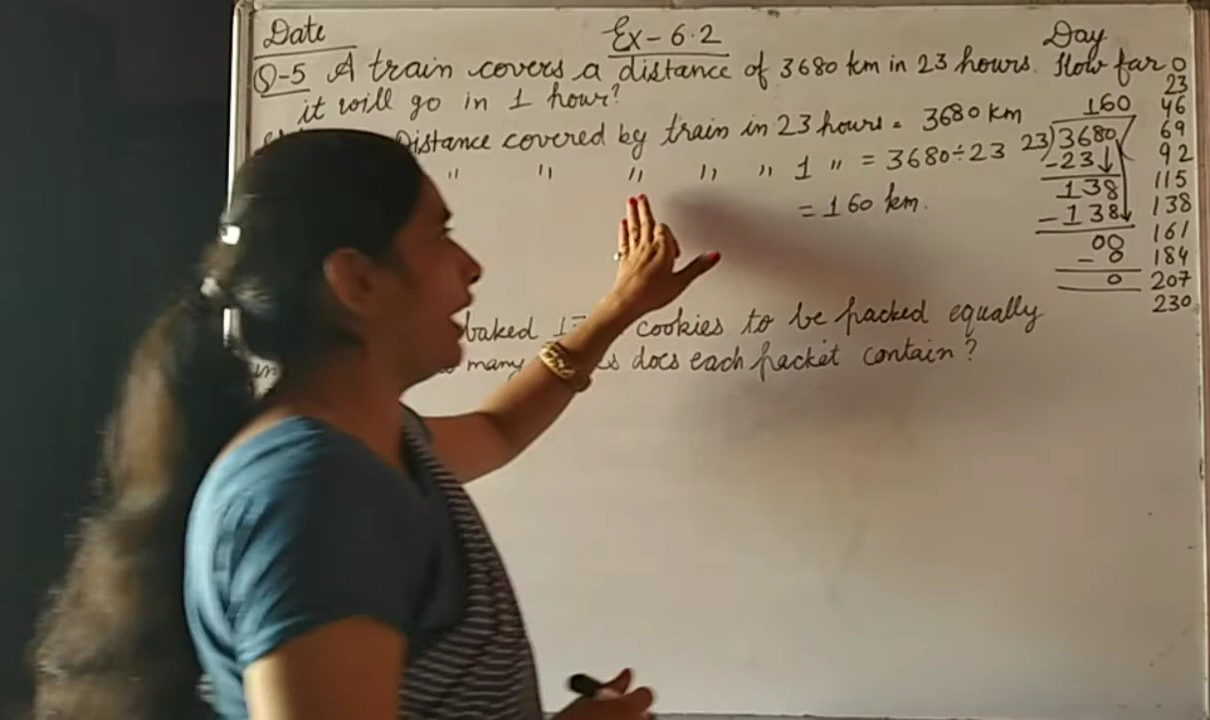 Date
Ex-6.2
Day
Q-5 A train covers a distance of 3680 km in 23 hours. How far
it will go in 1 hour?
Distance covered by train in 23 hours = 3680 km
" " " " " 1 " = 3680÷23
= 160 km.
160
23)3680
-23↓
138
-138↓
00
-0
0
0
23
46
69
92
115
138
161
184
207
230
baked cookies to be packed equally
many does each packet contain?